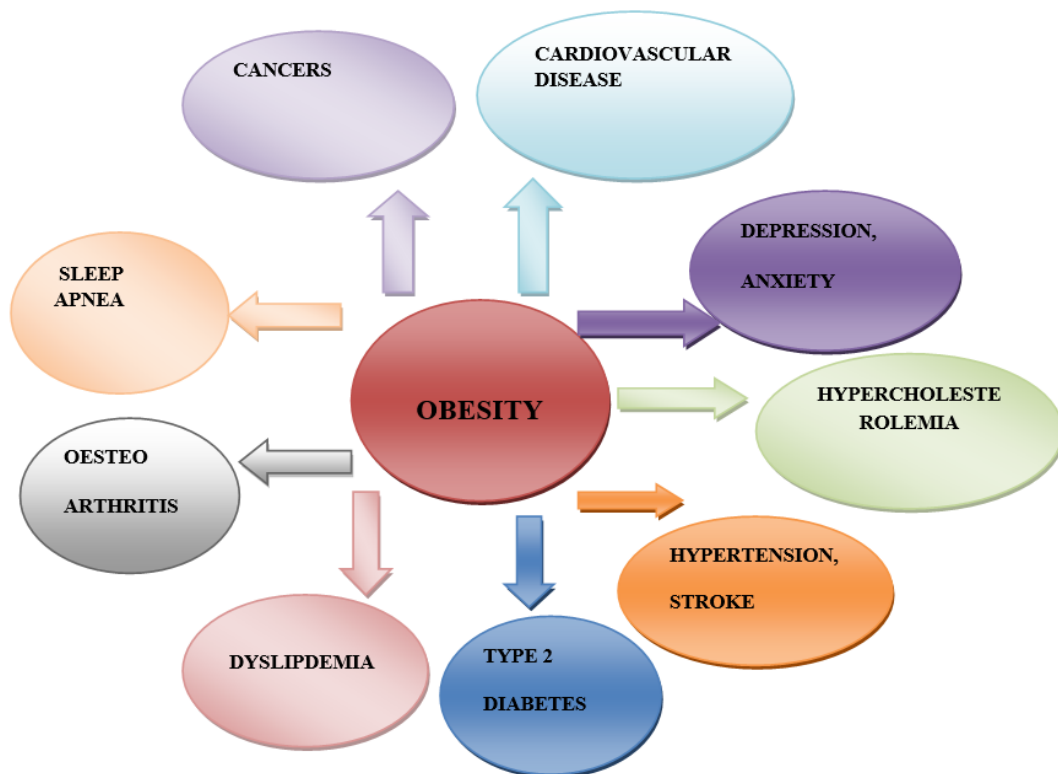 CANCERS
CARDIOVASCULAR
DISEASE
DEPRESSION,
ANXIETY
SLEEP
APNEA
OBESITY
HYPERCHOLESTE
ROLEMIA
OESTEO
ARTHRITIS
HYPERTENSION,
STROKE
DYSLIPDEMIA
TYPE 2
DIABETES